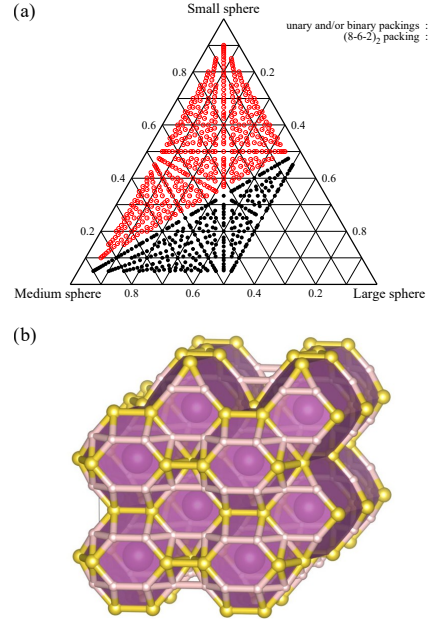 (a)
Small sphere
unary and/or binary packings :
(8-6-2)2 packing :
0.8 0.2
0.6 0.4
0.4 0.6
0.2 0.8
Medium sphere 0.8 0.6 0.4 0.2 Large sphere
(b)